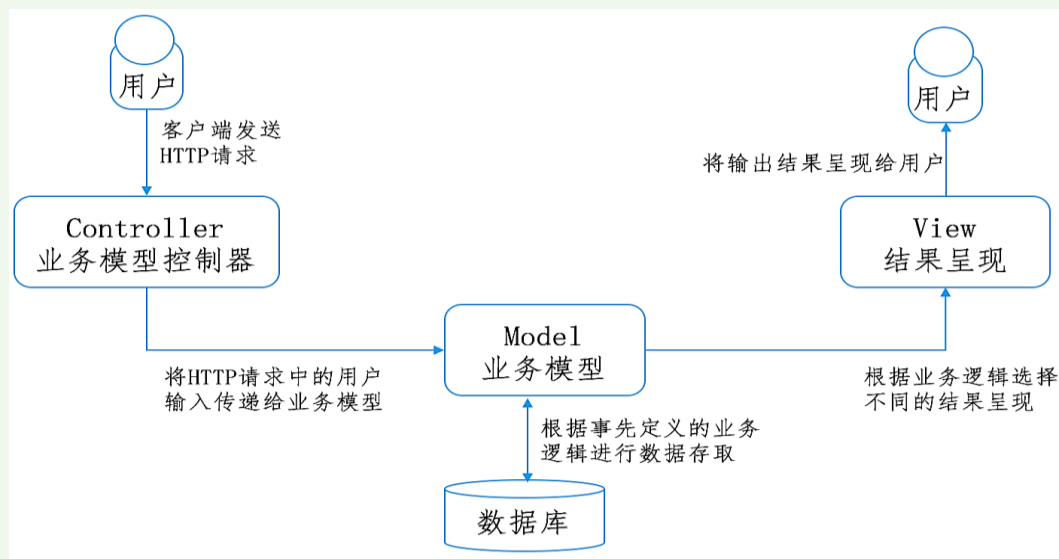 用户
用户
客户端发送
HTTP请求
将输出结果呈现给用户
Controller
业务模型控制器
View
结果呈现
Model
业务模型
将HTTP请求中的用户
输入传递给业务模型
根据业务逻辑选择
不同的结果呈现
根据事先定义的业务
逻辑进行数据存取
数据库